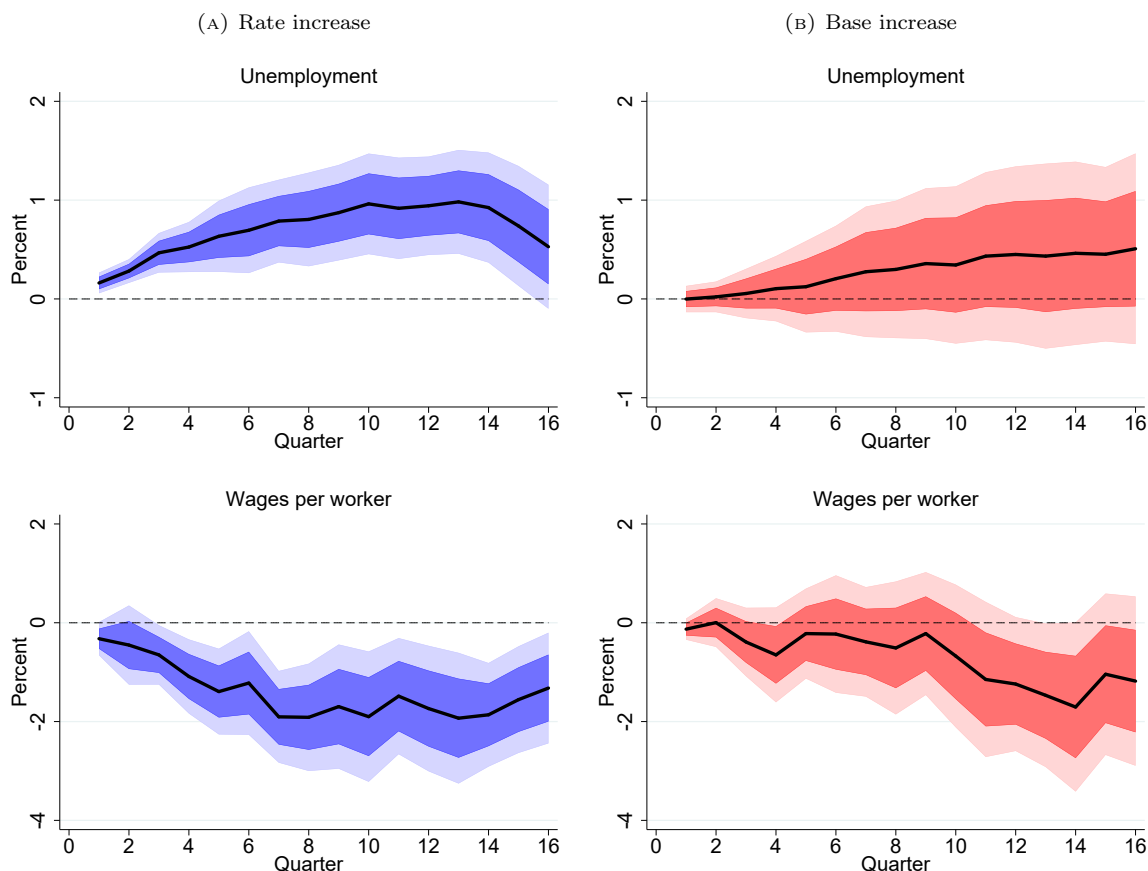 (A) Rate increase
Unemployment
Percent
2
1
0
-1
0 2 4 6 8 10 12 14 16
Quarter
Wages per worker
Percent
2
0
-2
-4
0 2 4 6 8 10 12 14 16
Quarter
(B) Base increase
Unemployment
Percent
2
1
0
-1
0 2 4 6 8 10 12 14 16
Quarter
Wages per worker
Percent
2
0
-2
-4
0 2 4 6 8 10 12 14 16
Quarter